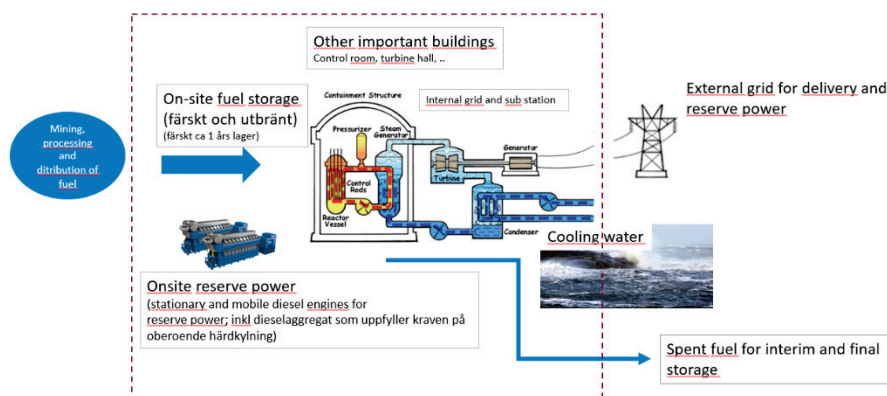 Other important buildings
Control room, turbine hall, ..
On-site fuel storage
(färskt och utbränt)
(färskt ca 1 års lager)
Containment Structure
Internal grid and sub station
External grid for delivery and
reserve power
Mining,
processing
and
ditribution of
fuel
Pressurizer
Steam
Generator
Generator
Turbine
Control
Rods
Reactor
Vessel
Condenser
Cooling water
Onsite reserve power
(stationary and mobile diesel engines for
reserve power; inkl dieselaggregat som uppfyller kraven på
oberoende härdkylning)
Spent fuel for interim and final
storage